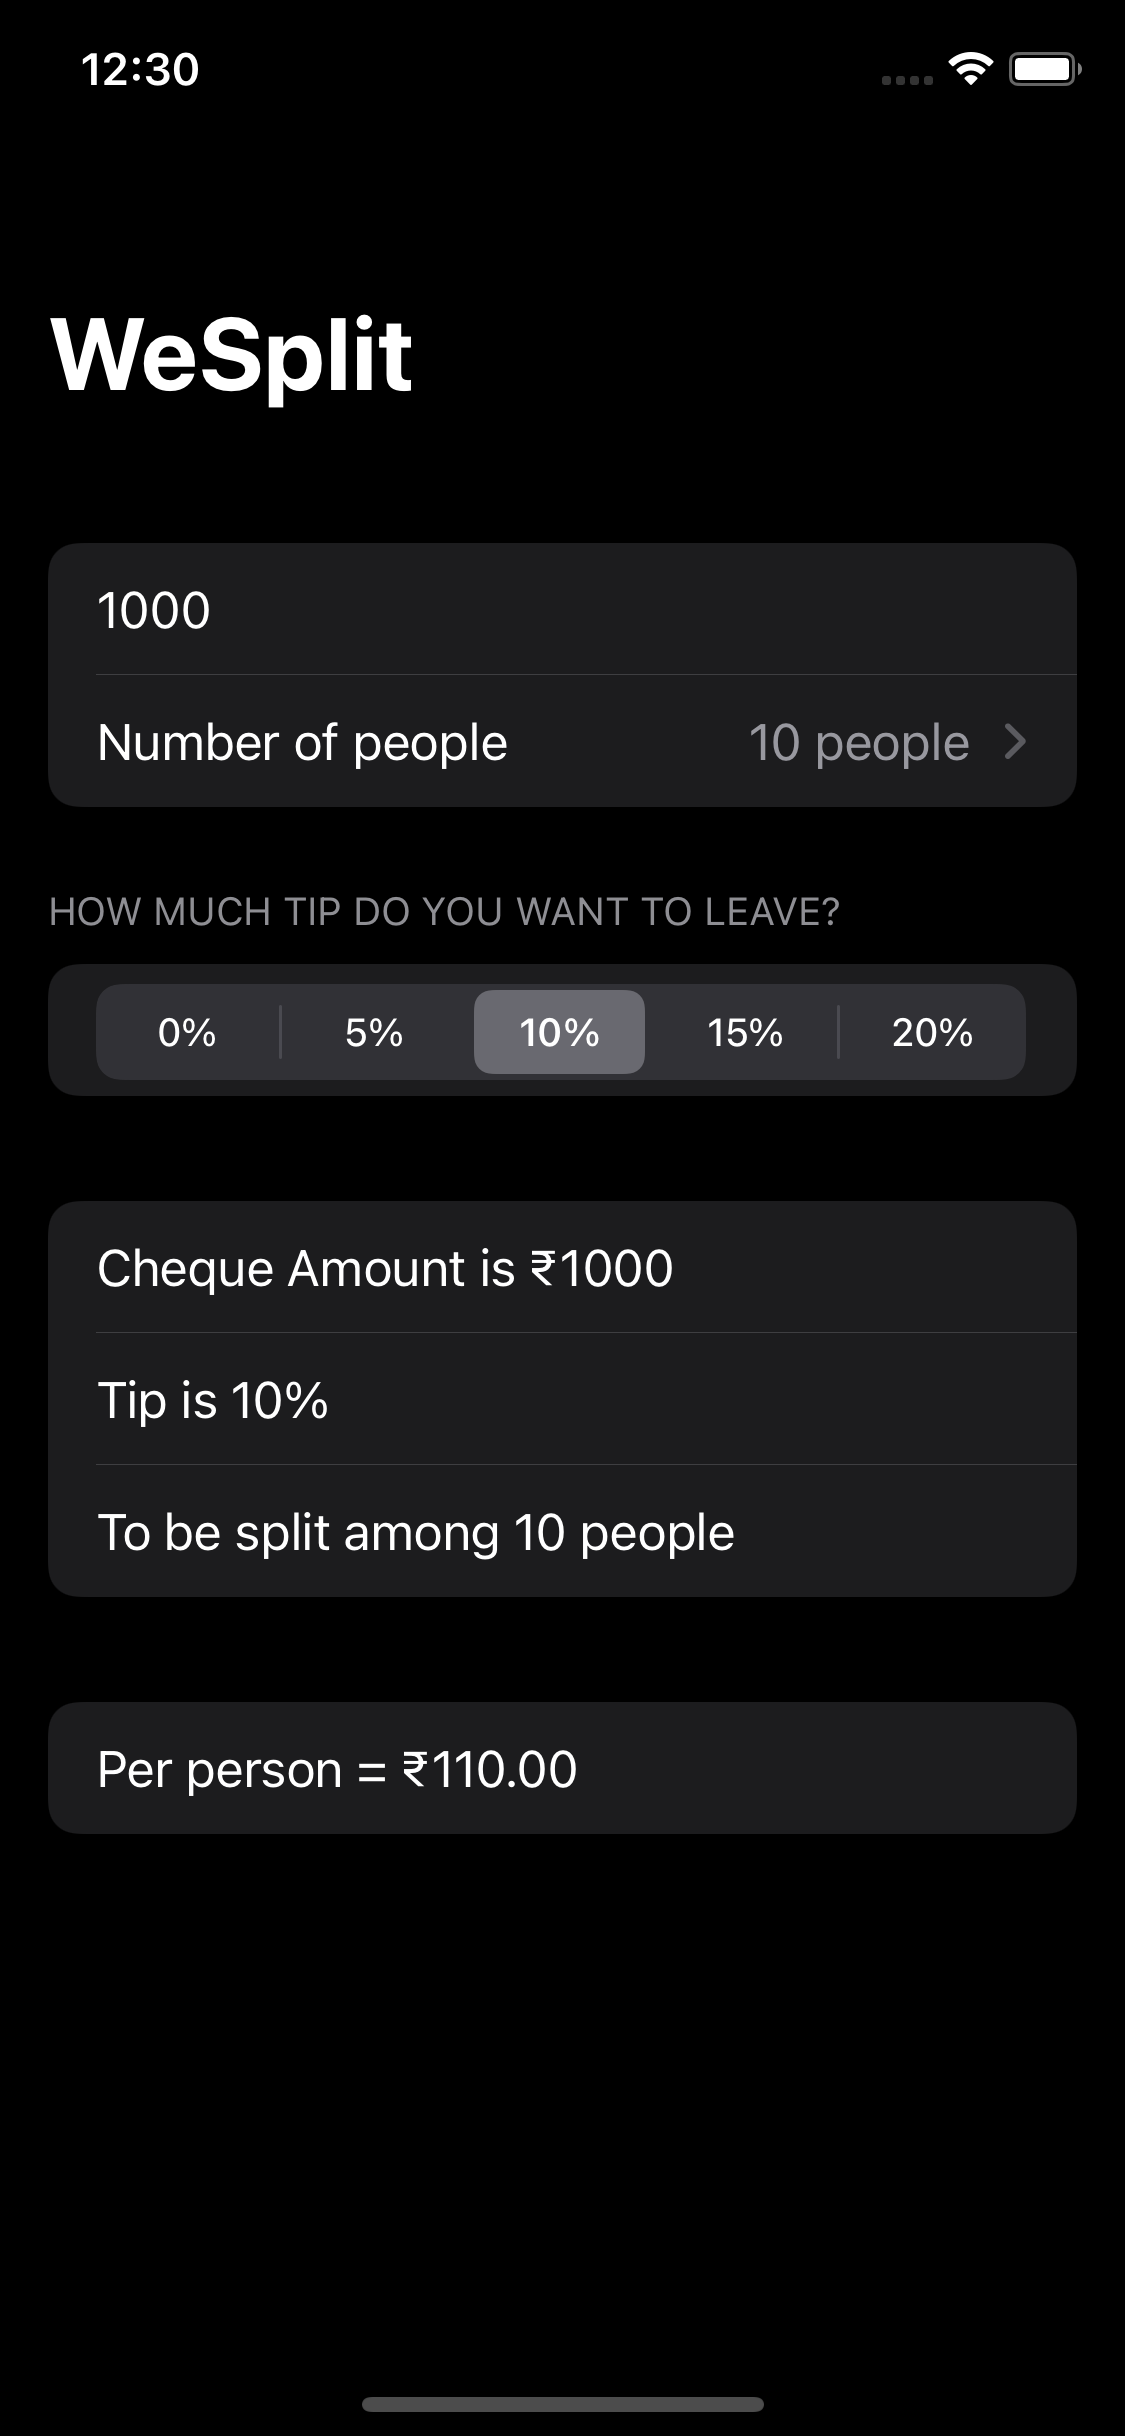 12:30
WeSplit
1000
Number of people 10 people
HOW MUCH TIP DO YOU WANT TO LEAVE?
0% 5% 10% 15% 20%
Cheque Amount is ₹1000
Tip is 10%
To be split among 10 people
Per person = ₹110.00